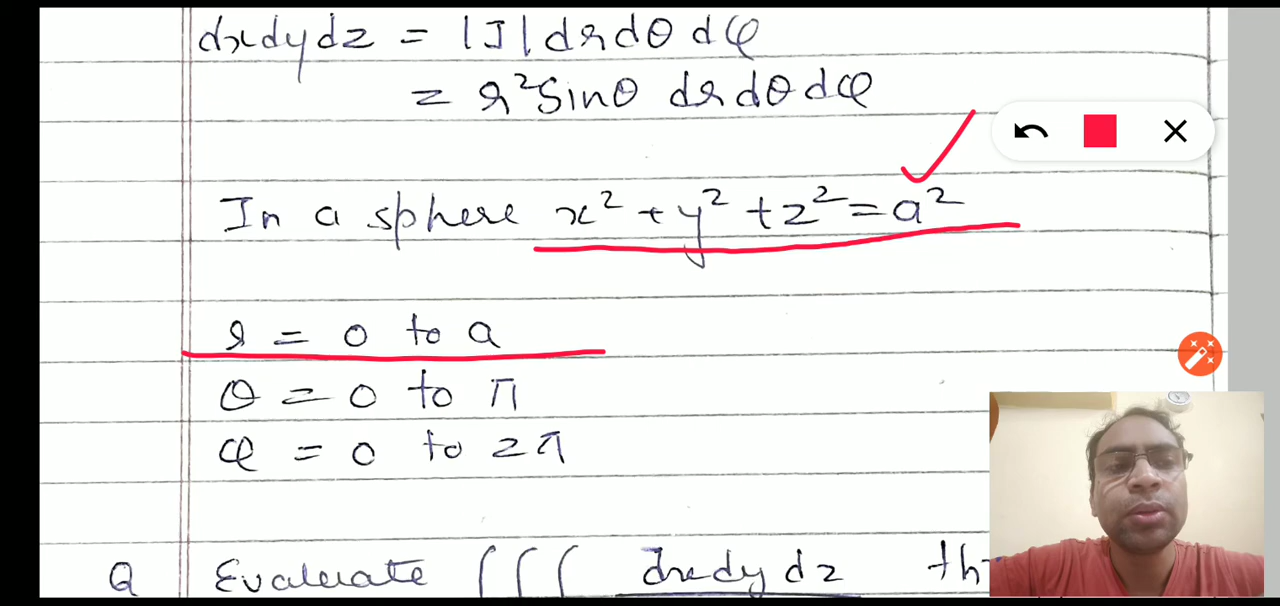 dxdydz = |J| drdθdφ
= r²sinθ drdθdφ
In a sphere x² + y² + z² = a²
r = 0 to a
θ = 0 to π
φ = 0 to 2π
Q Evaluate ∫∫∫ dxdydz